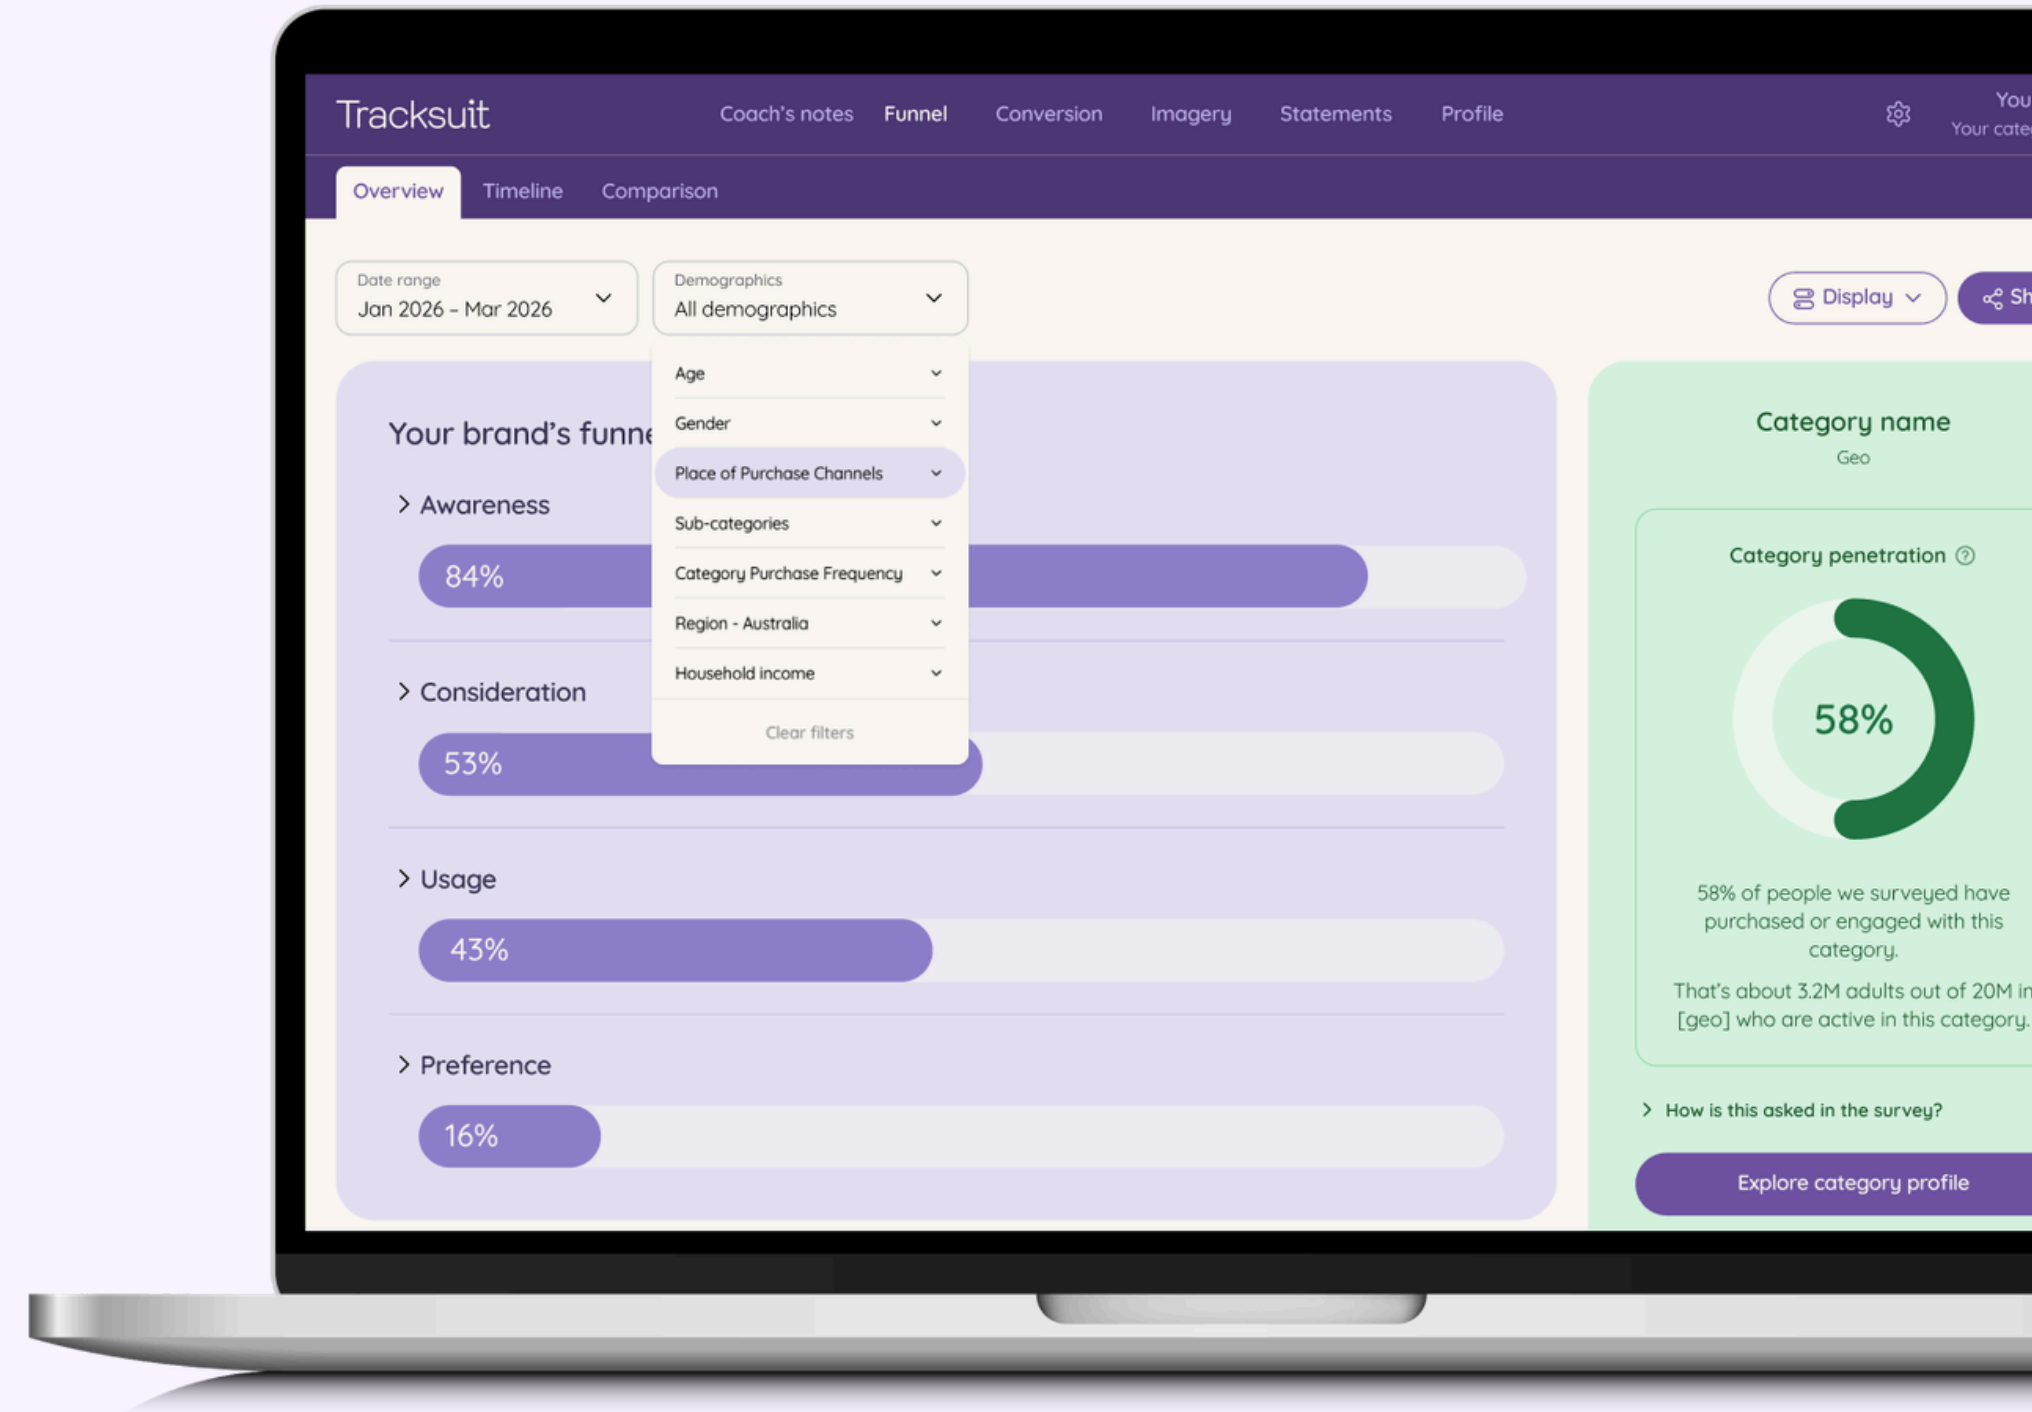 Tracksuit
Coach's notes
Funnel
Conversion
Imagery
Statements
Profile
You
Your cate
Overview
Timeline
Comparison
Date range
Jan 2026 – Mar 2026
Demographics
All demographics
Display
Sh
Age
Gender
Place of Purchase Channels
Sub-categories
Category Purchase Frequency
Region - Australia
Household income
Clear filters
Your brand's funne
Awareness
84%
Consideration
53%
Usage
43%
Preference
16%
Category name
Geo
Category penetration ?
58%
58% of people we surveyed have
purchased or engaged with this
category.
That's about 3.2M adults out of 20M in
[geo] who are active in this category.
How is this asked in the survey?
Explore category profile